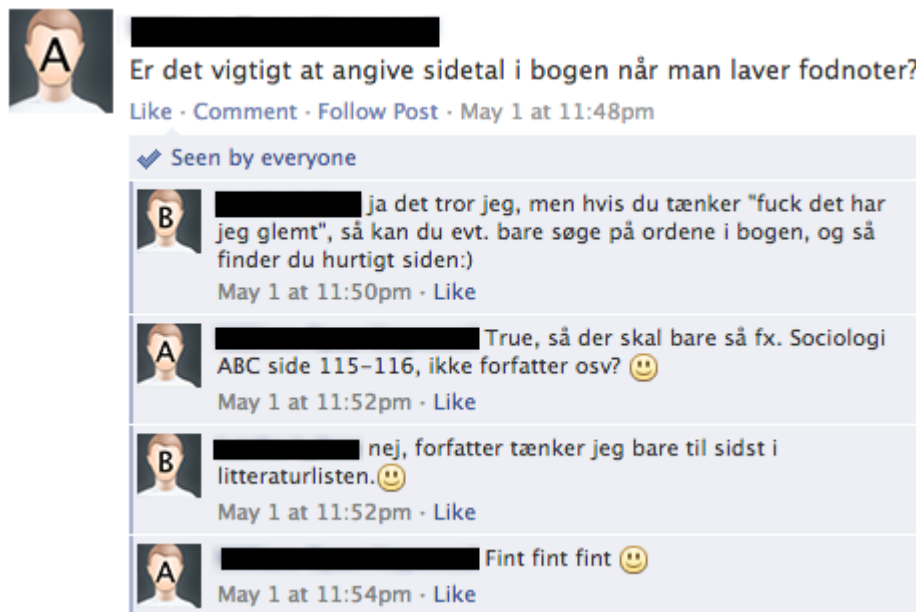 A
Er det vigtigt at angive sidetal i bogen når man laver fodnoter?
Like · Comment · Follow Post · May 1 at 11:48pm
Seen by everyone
B
ja det tror jeg, men hvis du tænker "fuck det har
jeg glemt", så kan du evt. bare søge på ordene i bogen, og så
finder du hurtigt siden:)
May 1 at 11:50pm · Like
A
True, så der skal bare så fx. Sociologi
ABC side 115-116, ikke forfatter osv?
May 1 at 11:52pm · Like
B
nej, forfatter tænker jeg bare til sidst i
litteraturlisten.
May 1 at 11:52pm · Like
A
Fint fint fint
May 1 at 11:54pm · Like